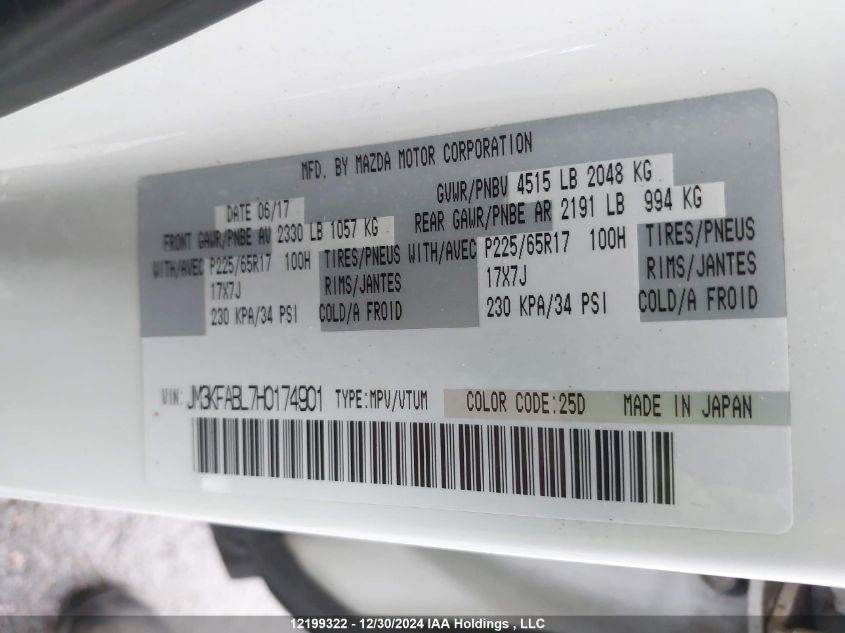 MFD. BY MAZDA MOTOR CORPORATION
DATE 06/17 GVWR/PNBV 4515 LB 2048 KG
FRONT GAWR/PNBE AV 2330 LB 1057 KG REAR GAWR/PNBE AR 2191 LB 994 KG
WITH/AVEC P225/65R17 100H TIRES/PNEUS WITH/AVEC P225/65R17 100H TIRES/PNEUS
17X7J RIMS/JANTES 17X7J RIMS/JANTES
230 KPA/34 PSI COLD/A FROID 230 KPA/34 PSI COLD/A FROID
VIN: JM3KFABL7H0174901 TYPE:MPV/VTUM COLOR CODE:25D MADE IN JAPAN
12199322 - 12/30/2024 IAA Holdings , LLC